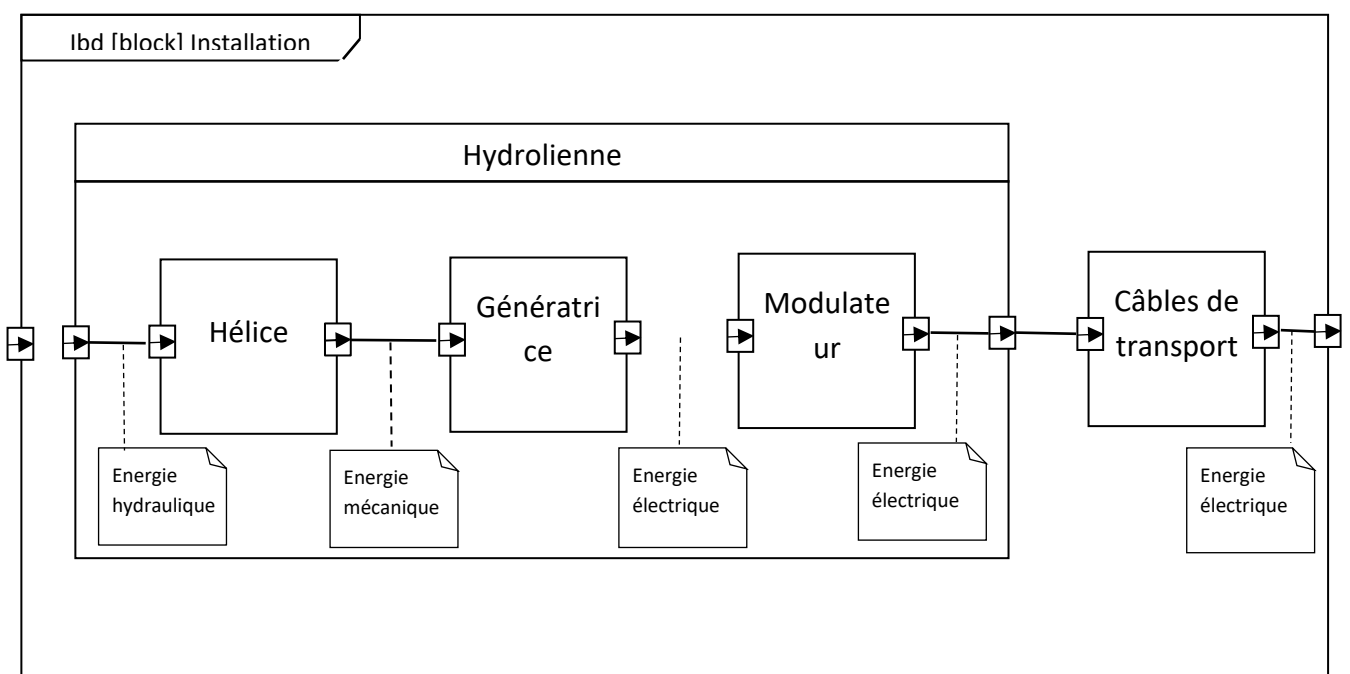 Ibd [block] Installation
Hydrolienne
Hélice
Génératri
ce
Modulate
ur
Câbles de
transport
Energie
hydraulique
Energie
mécanique
Energie
électrique
Energie
électrique
Energie
électrique